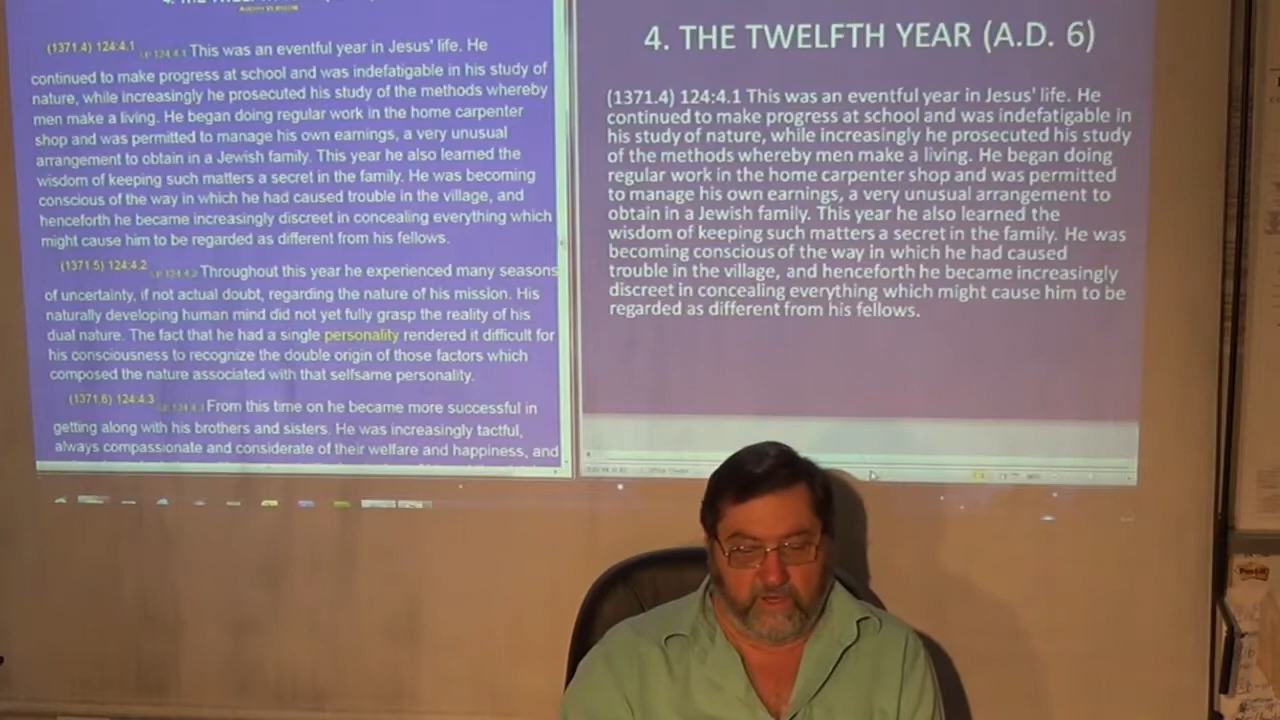 (1371.4) 124:4.1 This was an eventful year in Jesus' life. He
continued to make progress at school and was indefatigable in his study of
nature, while increasingly he prosecuted his study of the methods whereby
men make a living. He began doing regular work in the home carpenter
shop and was permitted to manage his own earnings, a very unusual
arrangement to obtain in a Jewish family. This year he also learned the
wisdom of keeping such matters a secret in the family. He was becoming
conscious of the way in which he had caused trouble in the village, and
henceforth he became increasingly discreet in concealing everything which
might cause him to be regarded as different from his fellows.
(1371.5) 124:4.2 Throughout this year he experienced many seasons
of uncertainty, if not actual doubt, regarding the nature of his mission. His
naturally developing human mind did not yet fully grasp the reality of his
dual nature. The fact that he had a single personality rendered it difficult for
his consciousness to recognize the double origin of those factors which
composed the nature associated with that selfsame personality.
(1371.6) 124:4.3 From this time on he became more successful in
getting along with his brothers and sisters. He was increasingly tactful,
always compassionate and considerate of their welfare and happiness, and
4. THE TWELFTH YEAR (A.D. 6)
(1371.4) 124:4.1 This was an eventful year in Jesus' life. He
continued to make progress at school and was indefatigable in
his study of nature, while increasingly he prosecuted his study
of the methods whereby men make a living. He began doing
regular work in the home carpenter shop and was permitted
to manage his own earnings, a very unusual arrangement to
obtain in a Jewish family. This year he also learned the
wisdom of keeping such matters a secret in the family. He was
becoming conscious of the way in which he had caused
trouble in the village, and henceforth he became increasingly
discreet in concealing everything which might cause him to be
regarded as different from his fellows.
Post-it